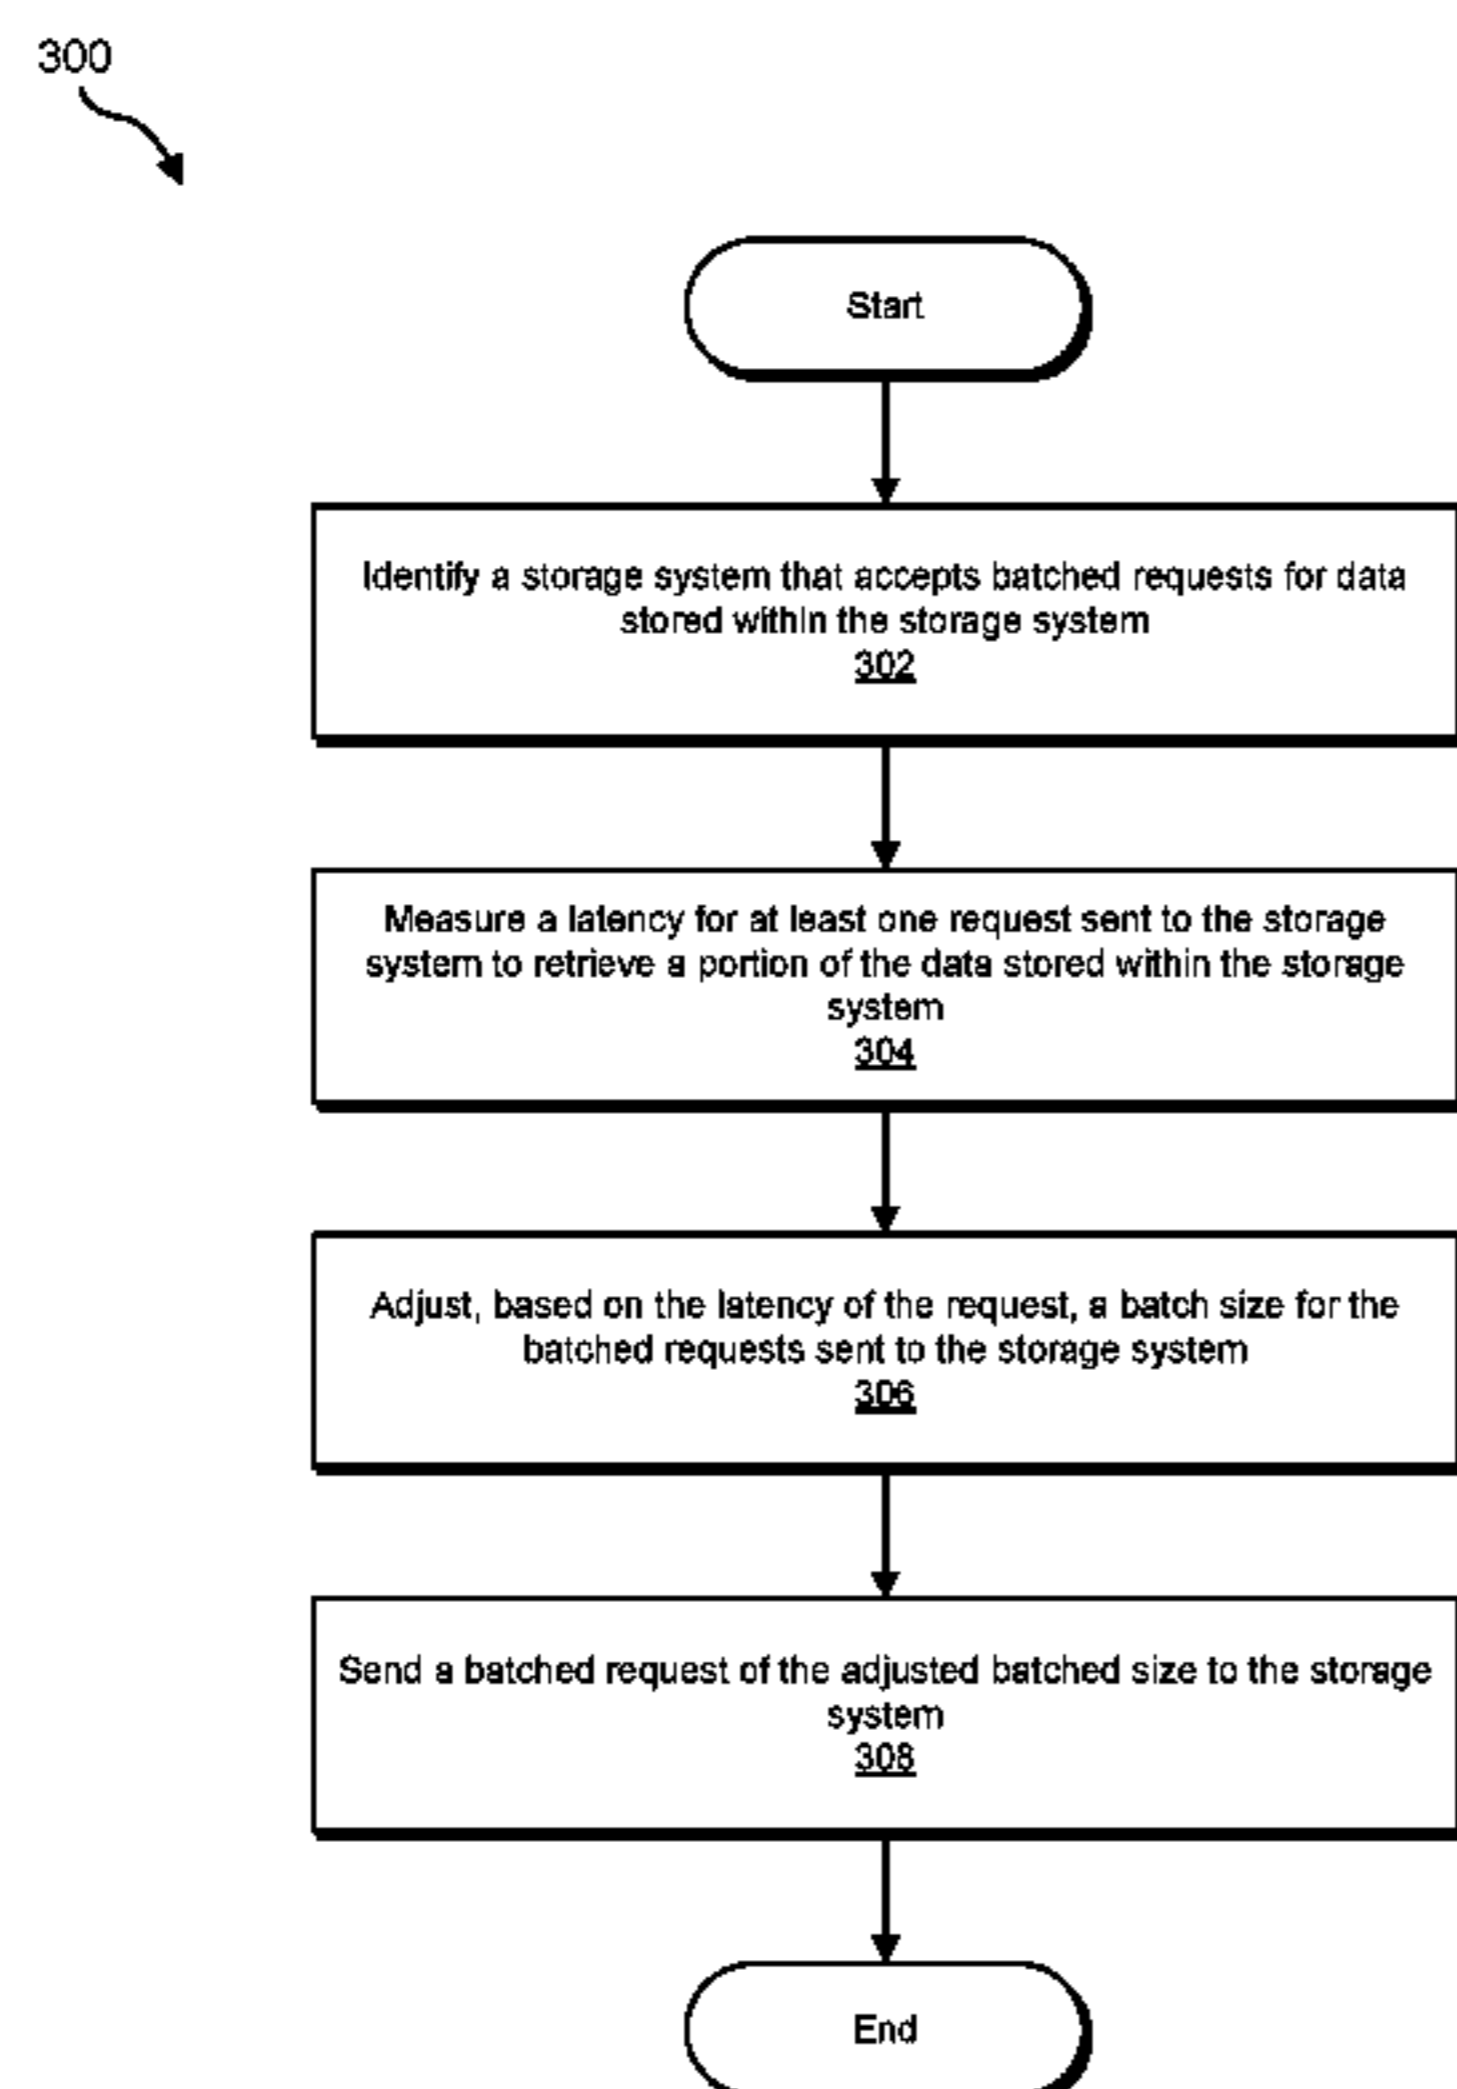 300
Start
Identify a storage system that accepts batched requests for data
stored within the storage system
302
Measure a latency for at least one request sent to the storage
system to retrieve a portion of the data stored within the storage
system
304
Adjust, based on the latency of the request, a batch size for the
batched requests sent to the storage system
306
Send a batched request of the adjusted batched size to the storage
system
308
End